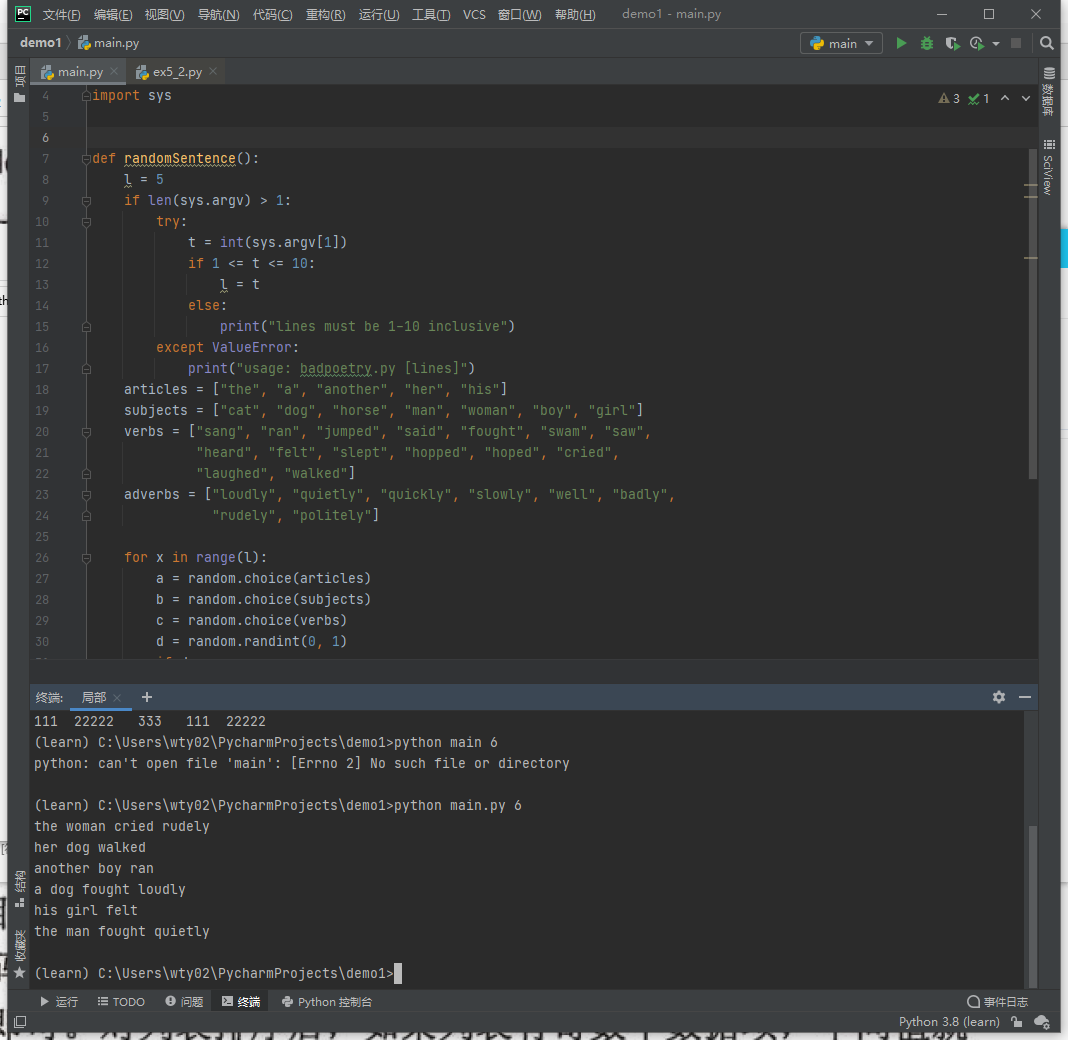 文件(F) 编辑(E) 视图(V) 导航(N) 代码(C) 重构(R) 运行(U) 工具(T) VCS 窗口(W) 帮助(H) demo1 - main.py
demo1 main.py main
项目 main.py ex5_2.py
数据库
SciView
3 1
4 import sys
5
6
7 def randomSentence():
8 l = 5
9 if len(sys.argv) > 1:
10 try:
11 t = int(sys.argv[1])
12 if 1 <= t <= 10:
13 l = t
14 else:
15 print("lines must be 1-10 inclusive")
16 except ValueError:
17 print("usage: badpoetry.py [lines]")
18 articles = ["the", "a", "another", "her", "his"]
19 subjects = ["cat", "dog", "horse", "man", "woman", "boy", "girl"]
20 verbs = ["sang", "ran", "jumped", "said", "fought", "swam", "saw",
21 "heard", "felt", "slept", "hopped", "hoped", "cried",
22 "laughed", "walked"]
23 adverbs = ["loudly", "quietly", "quickly", "slowly", "well", "badly",
24 "rudely", "politely"]
25
26 for x in range(l):
27 a = random.choice(articles)
28 b = random.choice(subjects)
29 c = random.choice(verbs)
30 d = random.randint(0, 1)
终端: 局部
111 22222 333 111 22222
(learn) C:\Users\wty02\PycharmProjects\demo1>python main 6
python: can't open file 'main': [Errno 2] No such file or directory
(learn) C:\Users\wty02\PycharmProjects\demo1>python main.py 6
the woman cried rudely
her dog walked
another boy ran
a dog fought loudly
his girl felt
the man fought quietly
(learn) C:\Users\wty02\PycharmProjects\demo1>
结构
收藏夹
运行 TODO 问题 终端 Python 控制台 事件日志
Python 3.8 (learn)